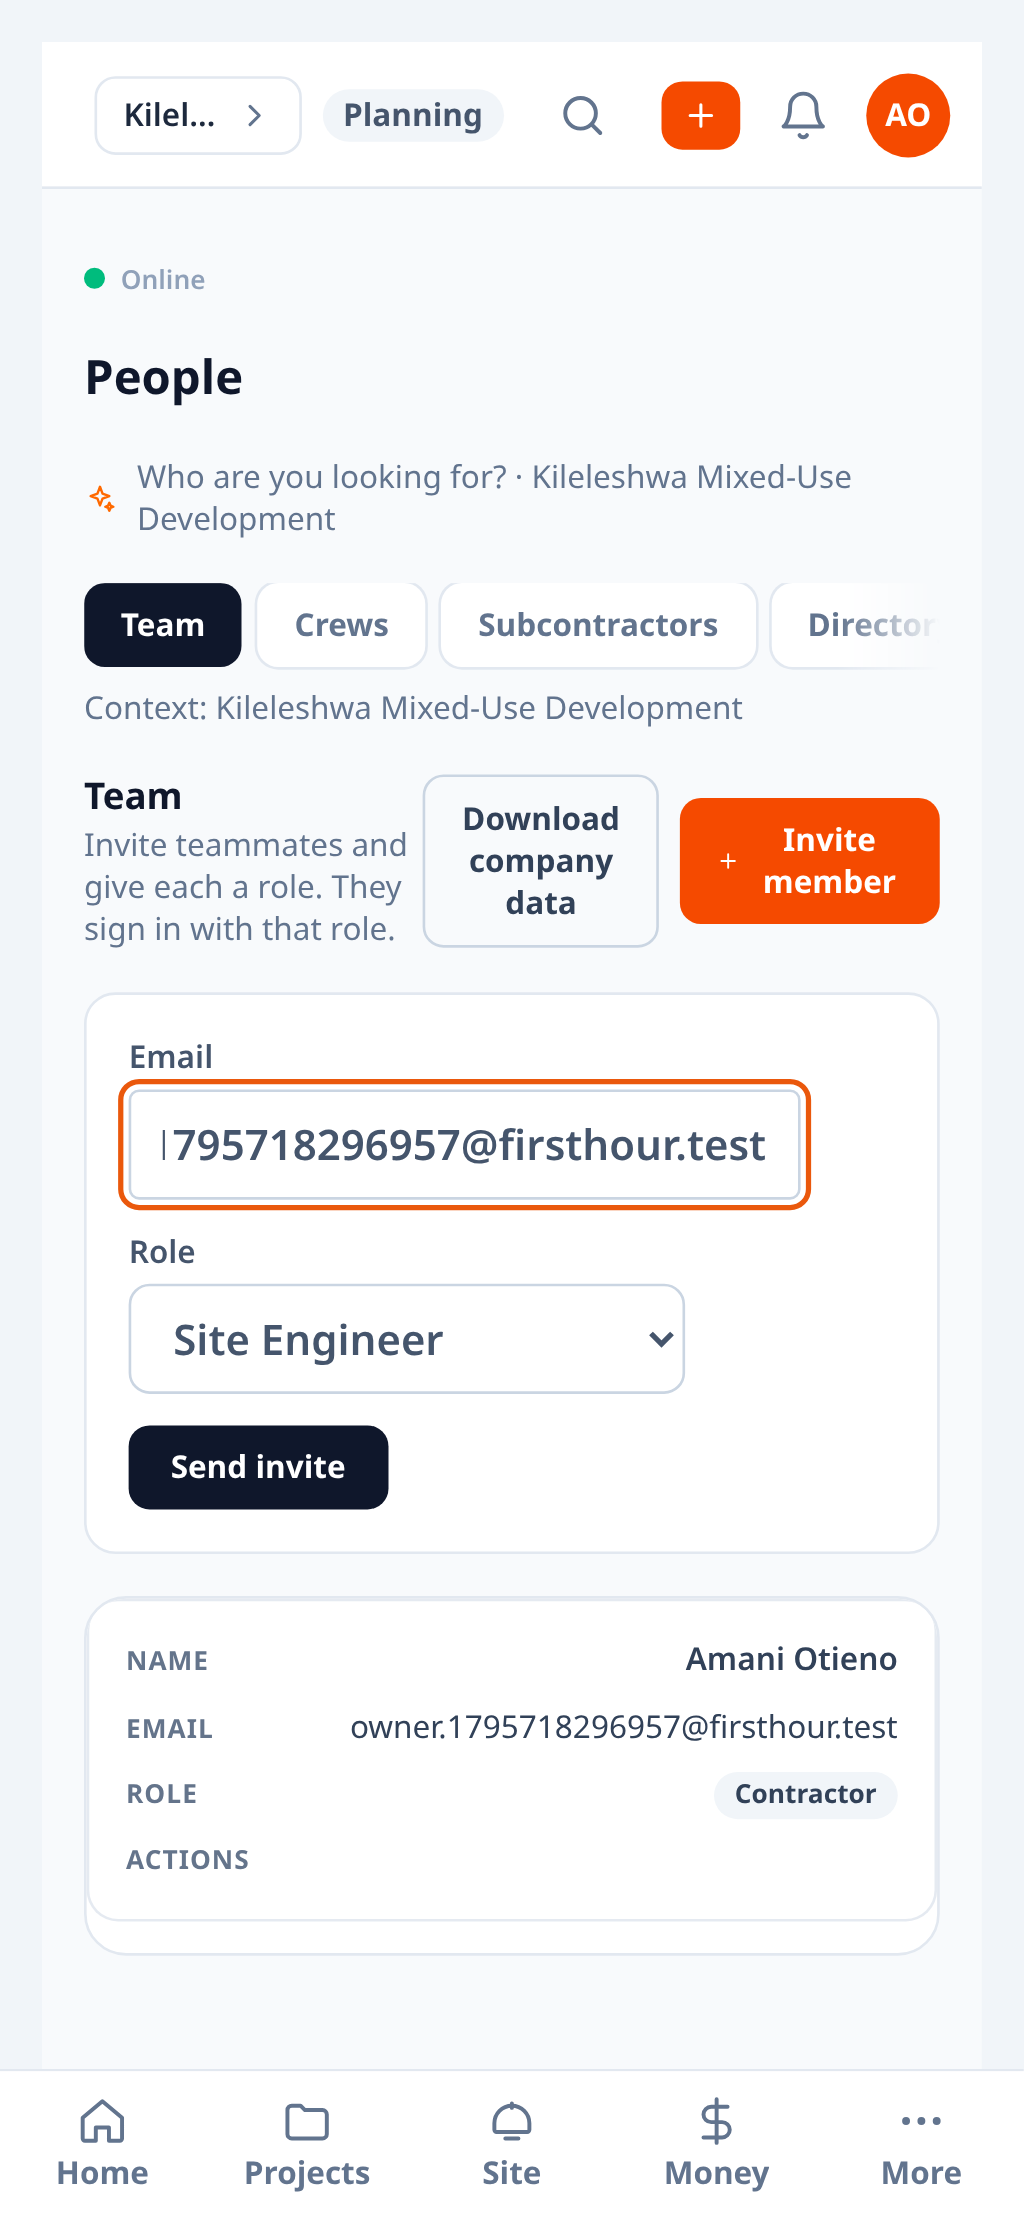 Kilel...
Planning
AO
Online
People
Who are you looking for? · Kileleshwa Mixed-Use
Development
Team
Crews
Subcontractors
Director
Context: Kileleshwa Mixed-Use Development
Team
Invite teammates and
give each a role. They
sign in with that role.
Download
company
data
Invite
member
Email
795718296957@firsthour.test
Role
Site Engineer
Send invite
NAME
Amani Otieno
EMAIL
owner.1795718296957@firsthour.test
ROLE
Contractor
ACTIONS
Home
Projects
Site
Money
More